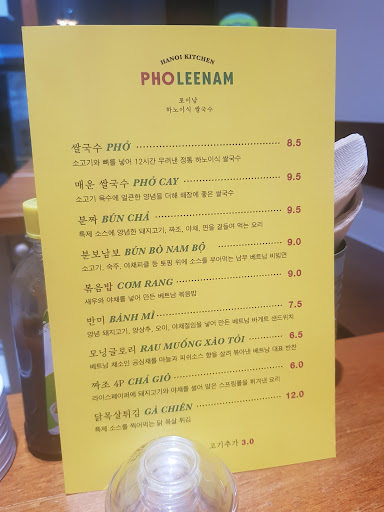 HANOI KITCHEN
PHOLEENAM
포이남
하노이식 쌀국수
쌀국수 PHỞ 8.5
소고기와 뼈를 넣어 12시간 우려낸 정통 하노이식 쌀국수
매운 쌀국수 PHỞ CAY 9.5
소고기 육수에 얼큰한 양념을 더해 해장에 좋은 쌀국수
분짜 BÚN CHẢ 9.5
특제 소스에 양념한 돼지고기, 짜조, 야채, 면을 곁들여 먹는 요리
분보남보 BÚN BÒ NAM BỘ 9.0
소고기, 숙주, 야채피클 등 토핑 위에 소스를 부어먹는 남부 베트남 비빔면
볶음밥 COM RANG 9.0
새우와 야채를 넣어 만든 베트남 볶음밥
반미 BÁNH MÌ 7.5
양념 돼지고기, 양상추, 오이, 야채절임을 넣어 만든 베트남 바게트 샌드위치
모닝글로리 RAU MUỐNG XÀO TỎI 6.5
베트남 채소인 공심채를 마늘과 피쉬소스 향을 살려 볶아낸 베트남 대표 반찬
짜조 4P CHẢ GIÒ 6.0
라이스페이퍼에 돼지고기와 야채를 썰어 말은 스프링롤을 튀겨낸 요리
닭목살튀김 GÀ CHIÊN 12.0
특제 소스를 찍어먹는 닭 목살 튀김
고기추가 3.0